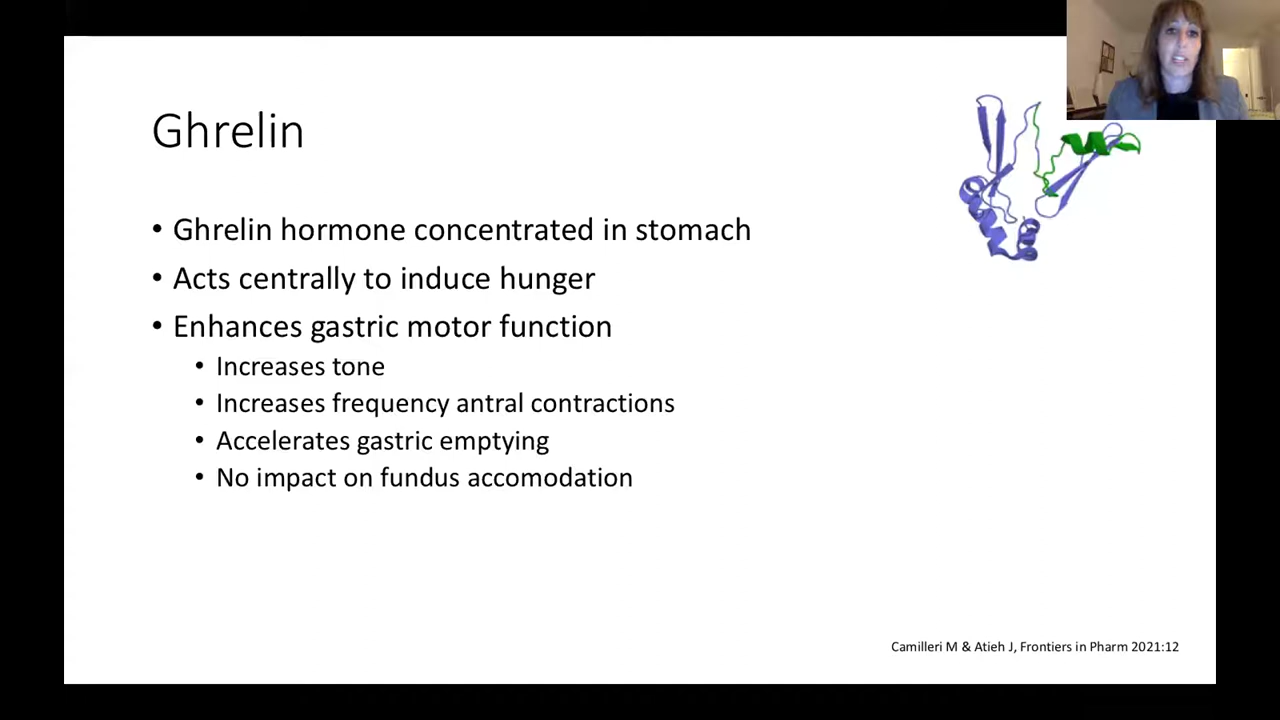 Ghrelin
• Ghrelin hormone concentrated in stomach
• Acts centrally to induce hunger
• Enhances gastric motor function
• Increases tone
• Increases frequency antral contractions
• Accelerates gastric emptying
• No impact on fundus accomodation
Camilleri M & Atieh J, Frontiers in Pharm 2021:12